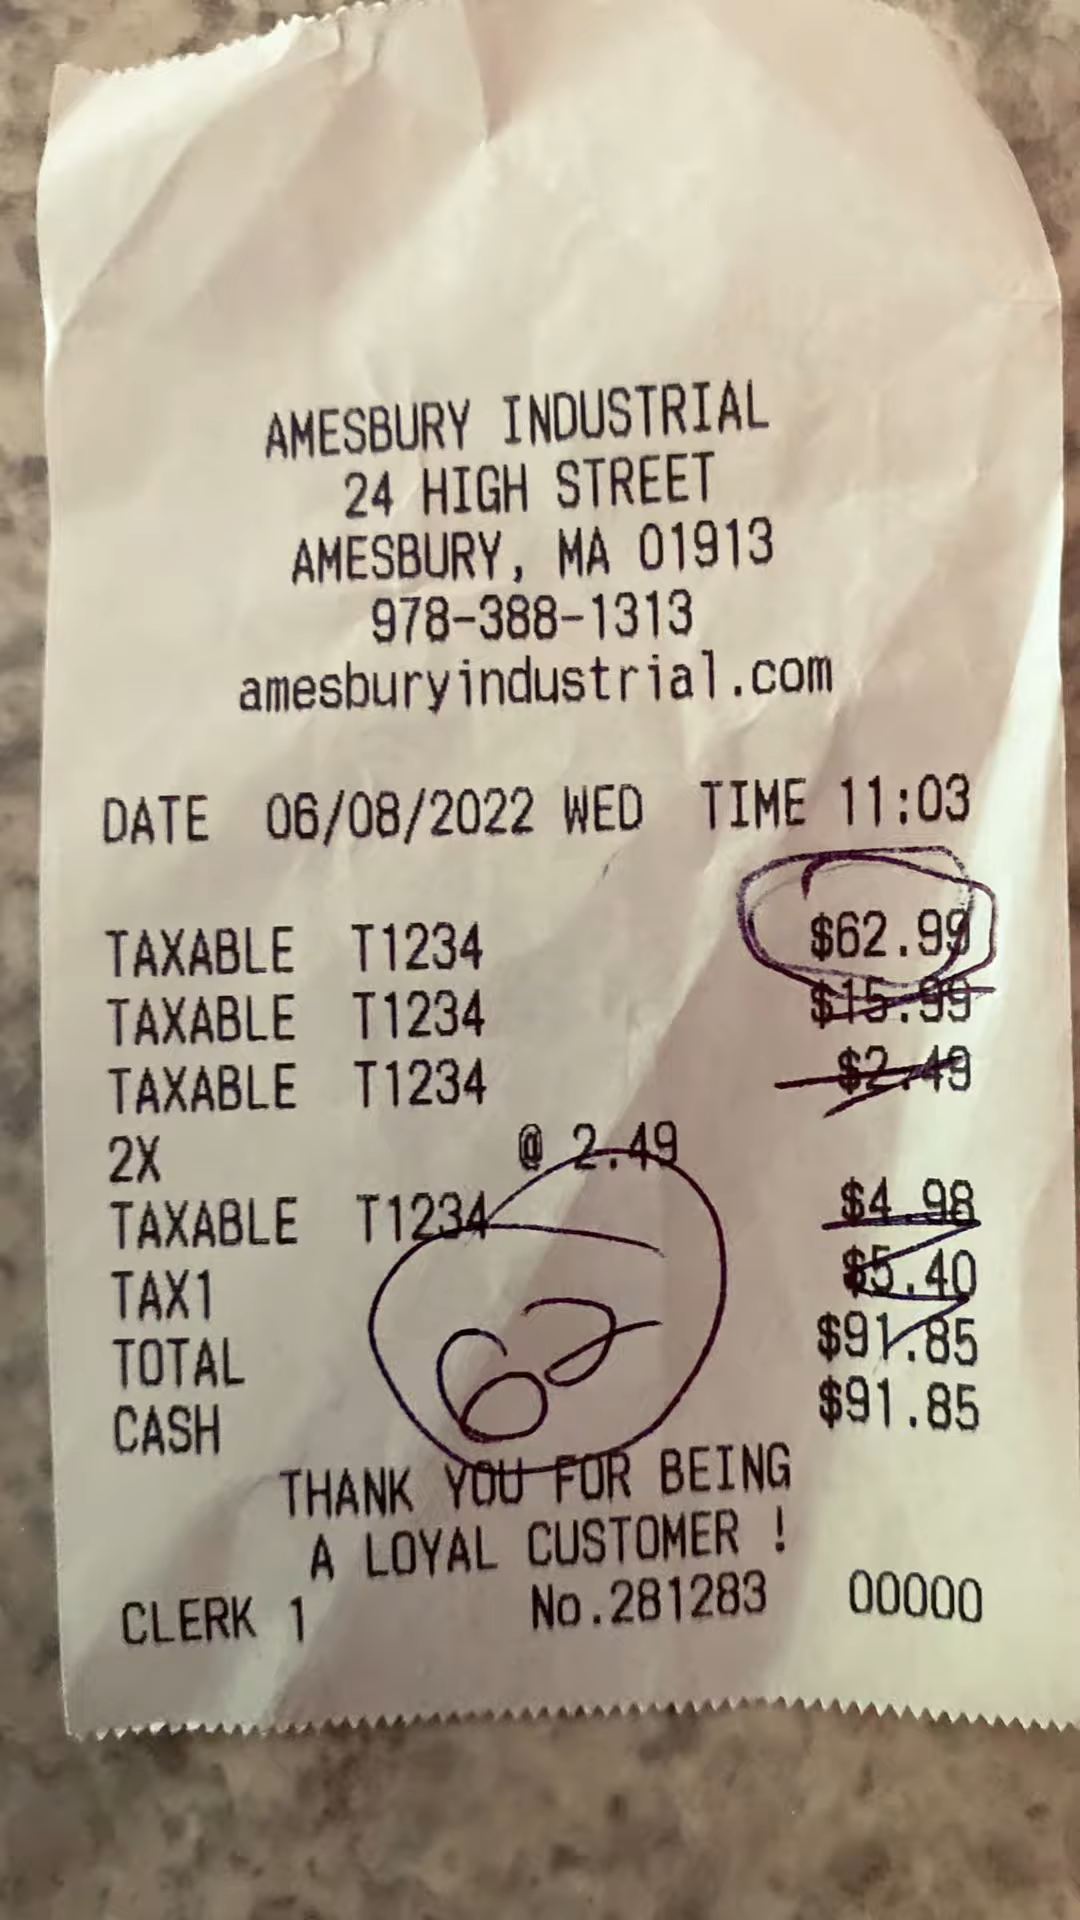 AMESBURY INDUSTRIAL
24 HIGH STREET
AMESBURY, MA 01913
978-388-1313
amesburyindustrial.com
DATE 06/08/2022 WED TIME 11:03
TAXABLE T1234 $62.99
TAXABLE T1234 $15.99
TAXABLE T1234 $2.49
2X @ 2.49
TAXABLE T1234 $4.98
TAX1 $5.40
TOTAL $91.85
62
CASH $91.85
THANK YOU FOR BEING
A LOYAL CUSTOMER !
CLERK 1 No.281283 00000